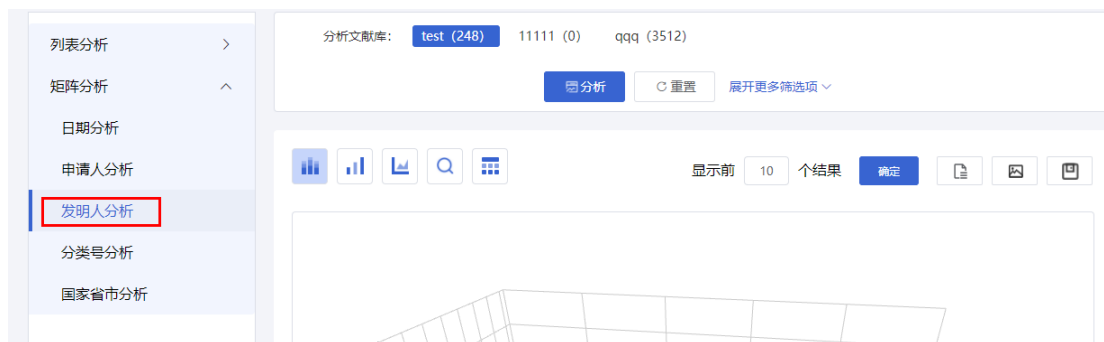 列表分析
矩阵分析
日期分析
申请人分析
发明人分析
分类号分析
国家省市分析
分析文献库: test (248) 11111 (0) qqq (3512)
分析 重置 展开更多筛选项
显示前 10 个结果 确定